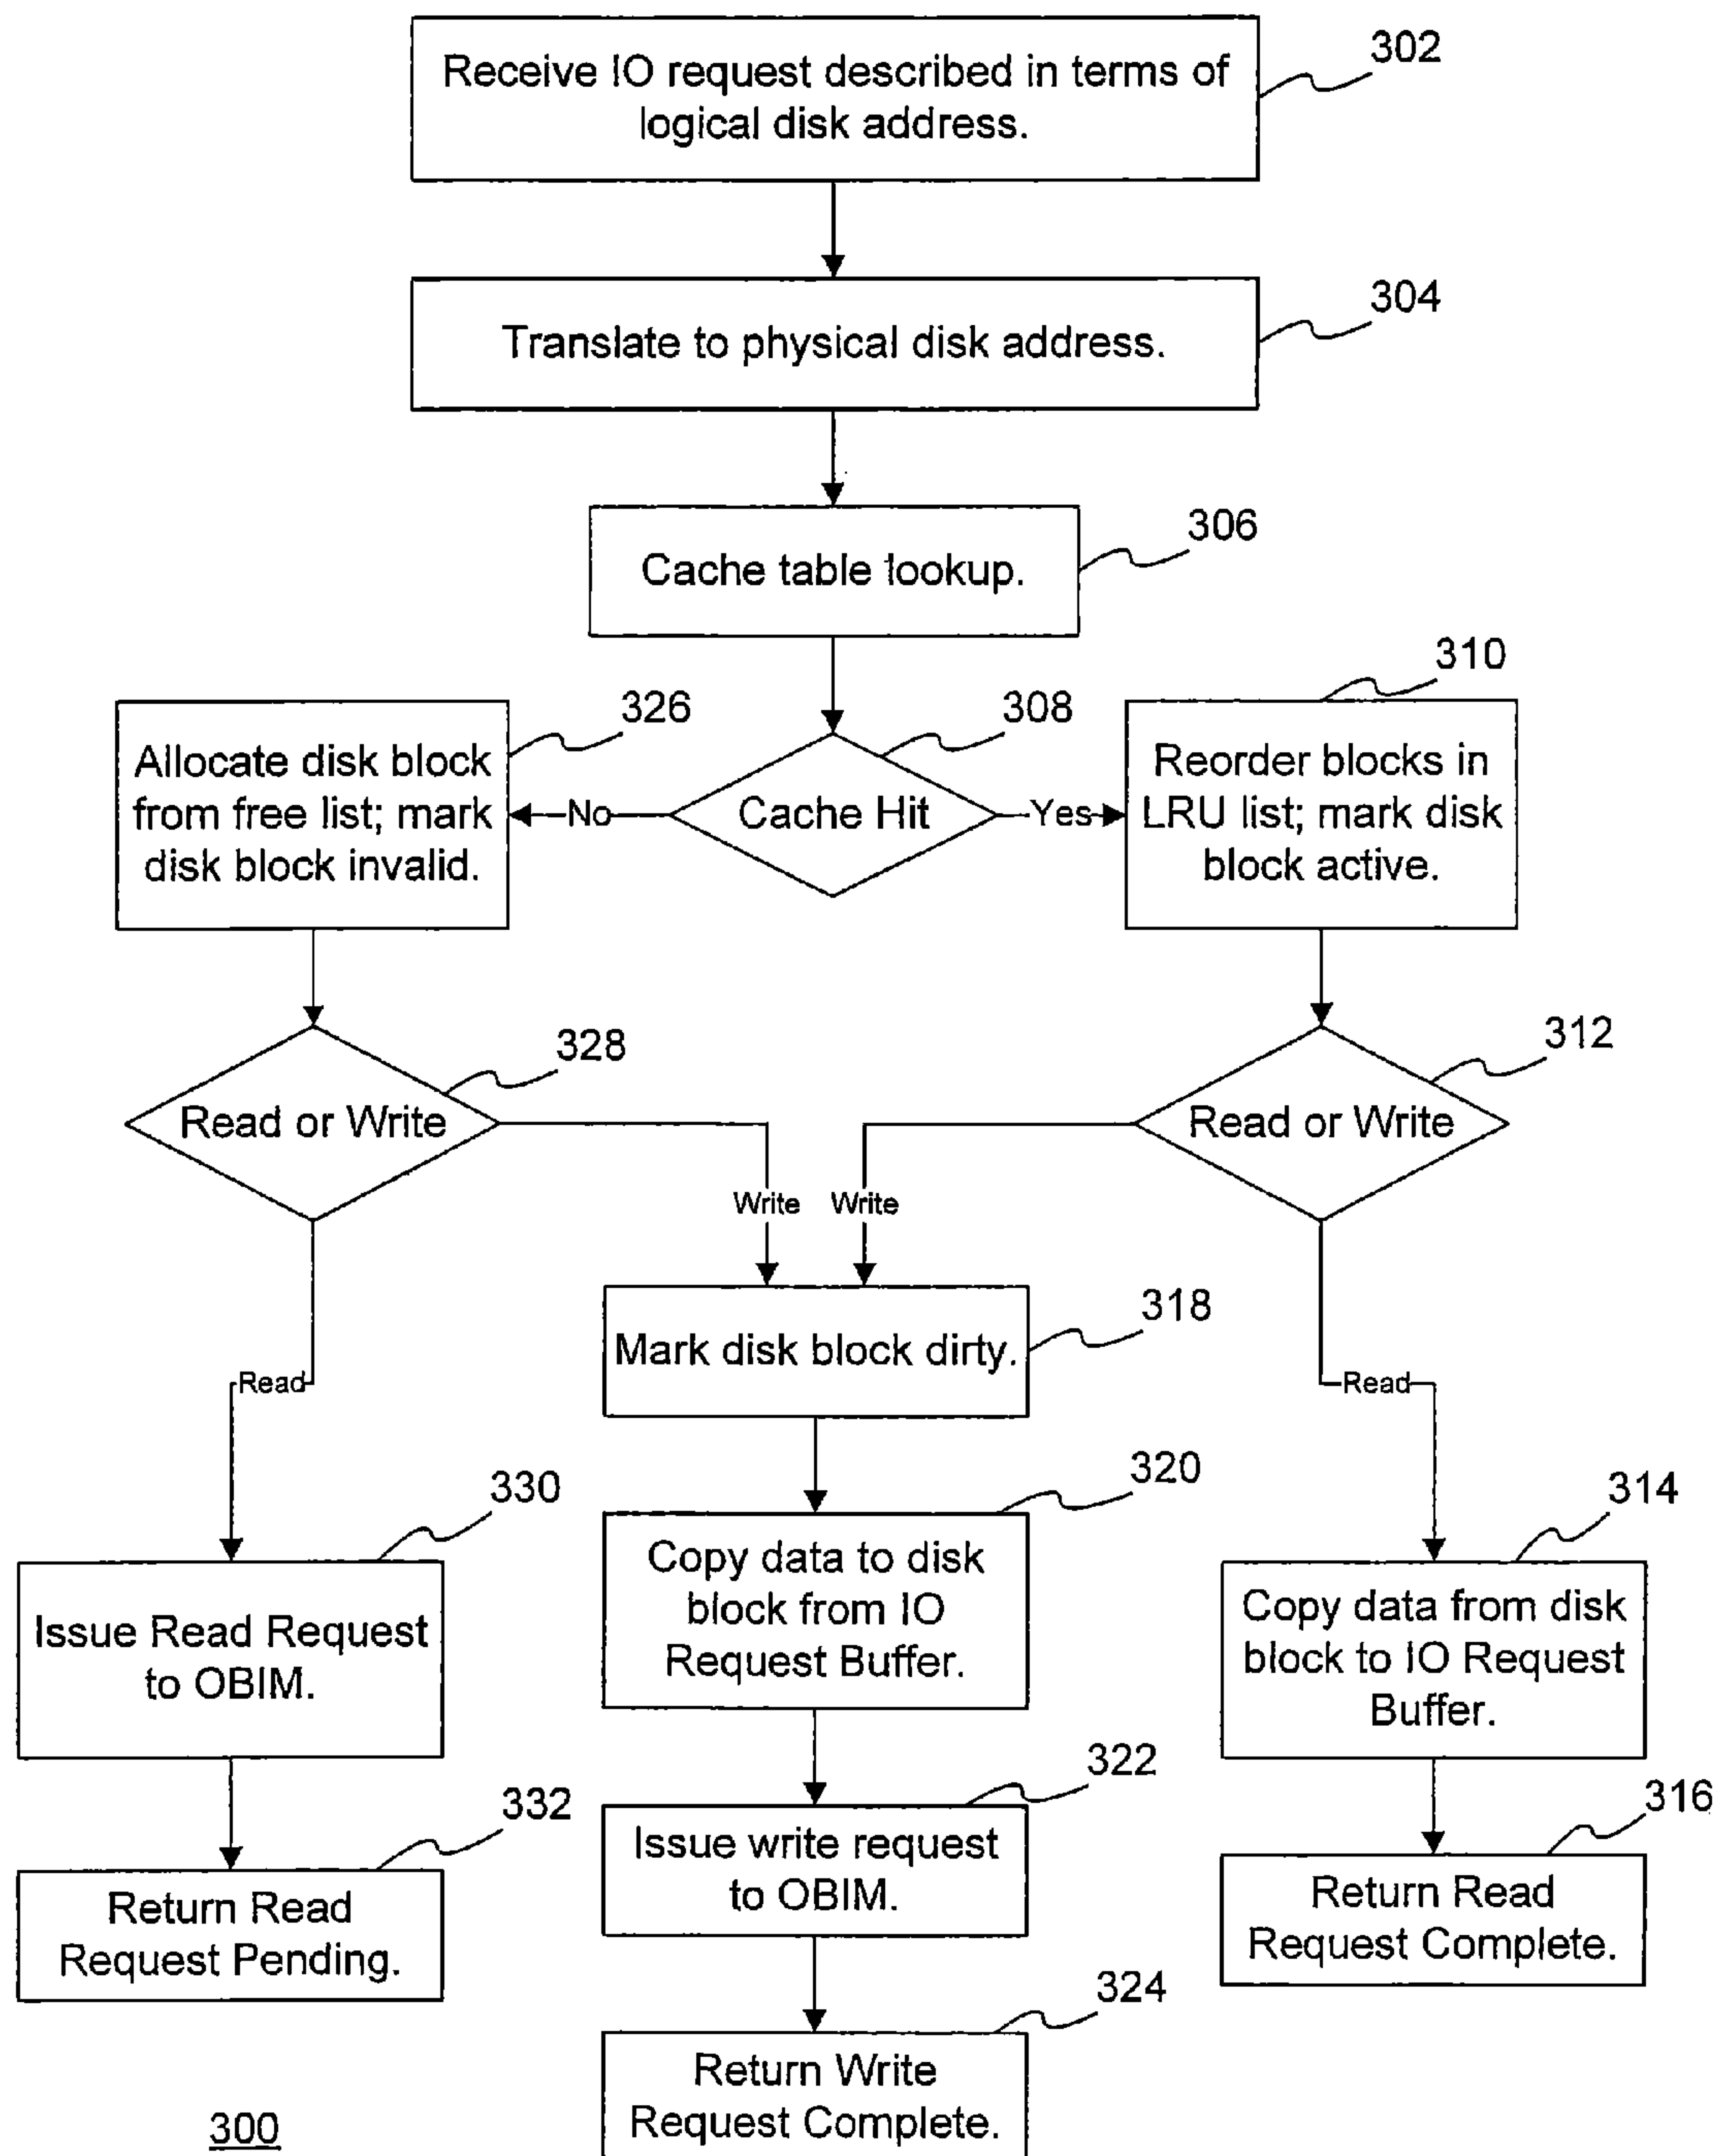 302
Receive IO request described in terms of
logical disk address.
304
Translate to physical disk address.
306
Cache table lookup.
310
326
308
Allocate disk block
from free list; mark
disk block invalid.
No
Cache Hit
Yes
Reorder blocks in
LRU list; mark disk
block active.
328
312
Read or Write
Read or Write
Write
Write
318
Mark disk block dirty.
Read
Read
320
330
314
Copy data to disk
block from IO
Request Buffer.
Issue Read Request
to OBIM.
Copy data from disk
block to IO Request
Buffer.
322
332
316
Issue write request
to OBIM.
Return Read
Request Pending.
Return Read
Request Complete.
324
Return Write
Request Complete.
300